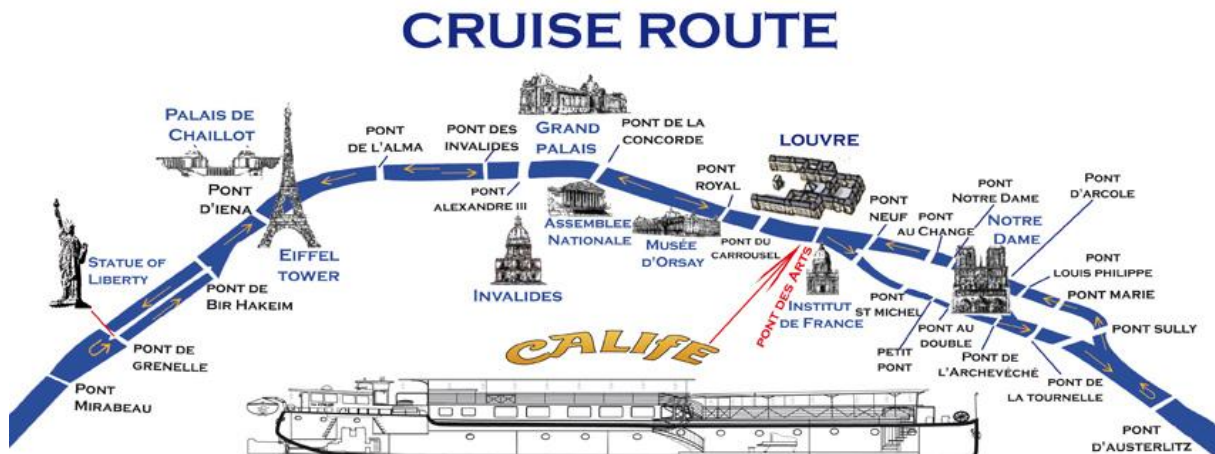 CRUISE ROUTE
PALAIS DE
CHAILLOT
PONT
D'IENA
STATUE OF
LIBERTY
EIFFEL
TOWER
PONT DE
BIR HAKEIM
PONT DE
GRENELLE
PONT
MIRABEAU
PONT
DE L'ALMA
PONT DES
INVALIDES
GRAND
PALAIS
PONT DE LA
CONCORDE
PONT
ALEXANDRE III
INVALIDES
ASSEMBLEE
NATIONALE
MUSÉE
D'ORSAY
PONT
ROYAL
PONT DU
CARROUSEL
LOUVRE
PONT DES ARTS
CALIFE
INSTITUT
DE FRANCE
PONT
NEUF
PONT
AU CHANGE
PONT
NOTRE DAME
NOTRE
DAME
PONT
D'ARCOLE
PONT
LOUIS PHILIPPE
PONT MARIE
PONT SULLY
PONT
ST MICHEL
PETIT
PONT
PONT AU
DOUBLE
PONT DE
L'ARCHEVÉCHÉ
PONT DE
LA TOURNELLE
PONT
D'AUSTERLITZ